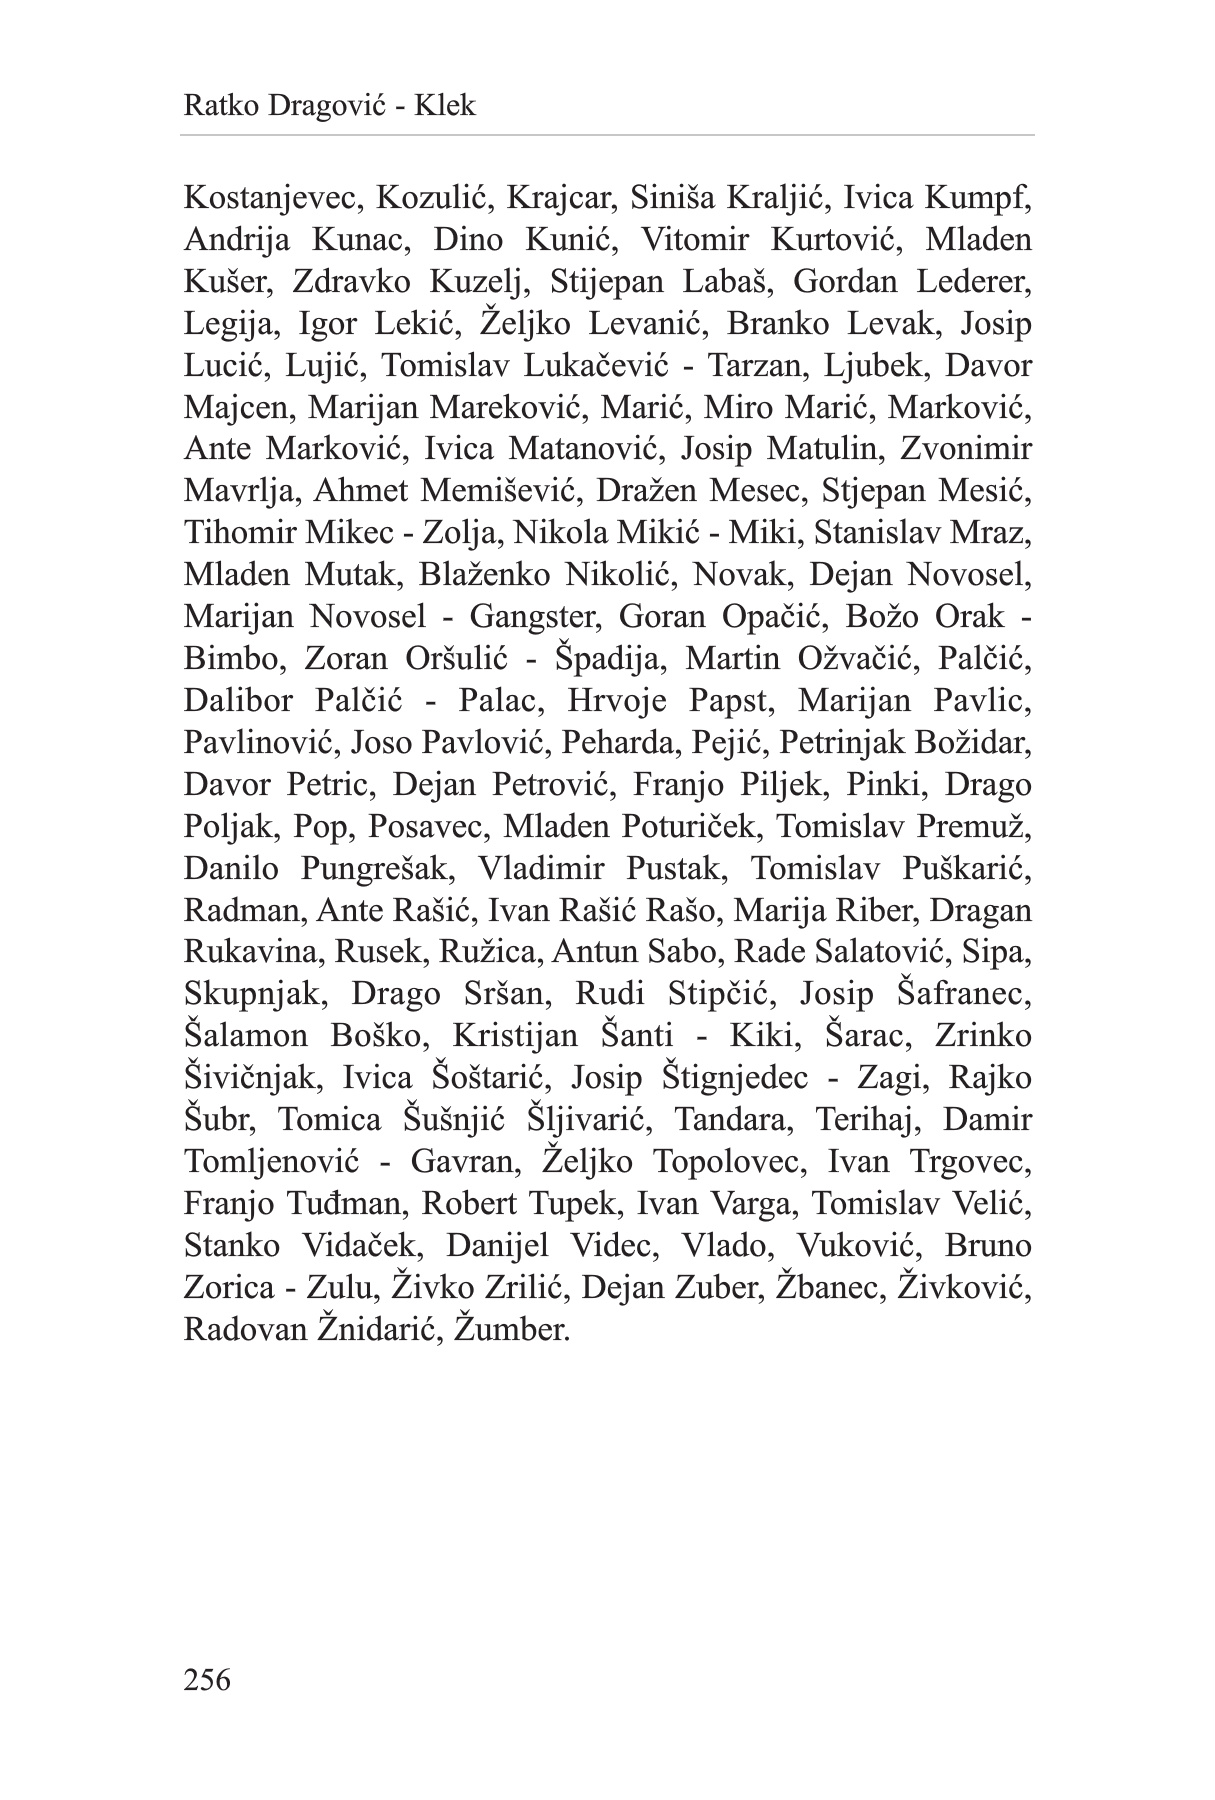 Ratko Dragović - Klek
Kostanjevec, Kozulić, Krajcar, Siniša Kraljić, Ivica Kumpf,
Andrija Kunac, Dino Kunić, Vitomir Kurtović, Mladen
Kušer, Zdravko Kuzelj, Stijepan Labaš, Gordan Lederer,
Legija, Igor Lekić, Željko Levanić, Branko Levak, Josip
Lucić, Lujić, Tomislav Lukačević - Tarzan, Ljubek, Davor
Majcen, Marijan Mareković, Marić, Miro Marić, Marković,
Ante Marković, Ivica Matanović, Josip Matulin, Zvonimir
Mavrlja, Ahmet Memišević, Dražen Mesec, Stjepan Mesić,
Tihomir Mikec - Zolja, Nikola Mikić - Miki, Stanislav Mraz,
Mladen Mutak, Blaženko Nikolić, Novak, Dejan Novosel,
Marijan Novosel - Gangster, Goran Opačić, Božo Orak -
Bimbo, Zoran Oršulić - Špadija, Martin Ožvačić, Palčić,
Dalibor Palčić - Palac, Hrvoje Papst, Marijan Pavlic,
Pavlinović, Joso Pavlović, Peharda, Pejić, Petrinjak Božidar,
Davor Petric, Dejan Petrović, Franjo Piljek, Pinki, Drago
Poljak, Pop, Posavec, Mladen Poturiček, Tomislav Premuž,
Danilo Pungrešak, Vladimir Pustak, Tomislav Puškarić,
Radman, Ante Rašić, Ivan Rašić Rašo, Marija Riber, Dragan
Rukavina, Rusek, Ružica, Antun Sabo, Rade Salatović, Sipa,
Skupnjak, Drago Sršan, Rudi Stipčić, Josip Šafranec,
Šalamon Boško, Kristijan Šanti - Kiki, Šarac, Zrinko
Šivičnjak, Ivica Šoštarić, Josip Štignjedec - Zagi, Rajko
Šubr, Tomica Šušnjić Šljivarić, Tandara, Terihaj, Damir
Tomljenović - Gavran, Željko Topolovec, Ivan Trgovec,
Franjo Tuđman, Robert Tupek, Ivan Varga, Tomislav Velić,
Stanko Vidaček, Danijel Videc, Vlado, Vuković, Bruno
Zorica - Zulu, Živko Zrilić, Dejan Zuber, Žbanec, Živković,
Radovan Žnidarić, Žumber.
256